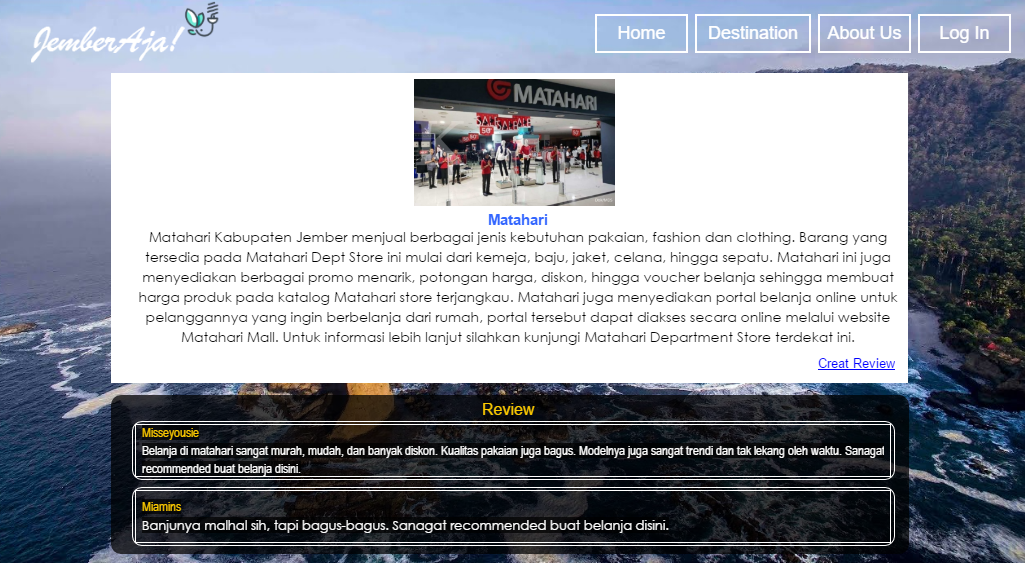 JemberAja!
Home Destination About Us Log In
MATAHARI
SALE SALE SALE
Matahari
Matahari Kabupaten Jember menjual berbagai jenis kebutuhan pakaian, fashion dan clothing. Barang yang
tersedia pada Matahari Dept Store ini mulai dari kemeja, baju, jaket, celana, hingga sepatu. Matahari ini juga
menyediakan berbagai promo menarik, potongan harga, diskon, hingga voucher belanja sehingga membuat
harga produk pada katalog Matahari store terjangkau. Matahari juga menyediakan portal belanja online untuk
pelanggannya yang ingin berbelanja dari rumah, portal tersebut dapat diakses secara online melalui website
Matahari Mall. Untuk informasi lebih lanjut silahkan kunjungi Matahari Department Store terdekat ini.
Creat Review
Review
Misseyousie
Belanja di matahari sangat murah, mudah, dan banyak diskon. Kualitas pakaian juga bagus. Modelnya juga sangat trendi dan tak lekang oleh waktu. Sanagat
recommended buat belanja disini.
Miamins
Banjunya malhal sih, tapi bagus-bagus. Sanagat recommended buat belanja disini.